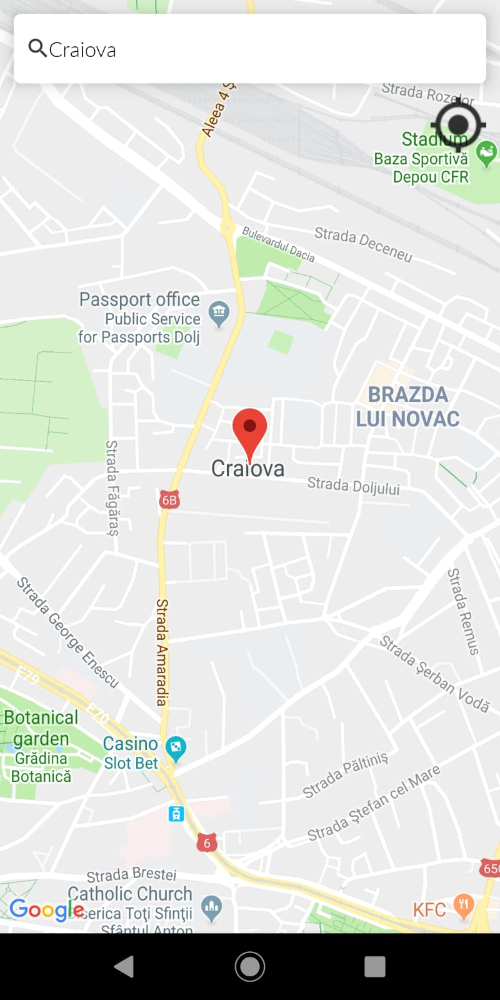 Craiova
Aleea 4 Ș
Strada Rozelor
Stadium
Baza Sportivă
Depou CFR
Bulevardul Dacia
Strada Deceneu
Passport office
Public Service
for Passports Dolj
BRAZDA
LUI NOVAC
Craiova
Strada Făgăraș
Strada Doljului
6B
Strada George Enescu
Strada Amaradia
Strada Remus
Strada Șerban Vodă
E79
E70
Botanical
garden
Grădina
Botanică
Casino
Slot Bet
Strada Păltiniș
Strada Ștefan cel Mare
6
650
Strada Brestei
Catholic Church
Biserica Toți Sfinții
Sfântul Anton
Google
KFC